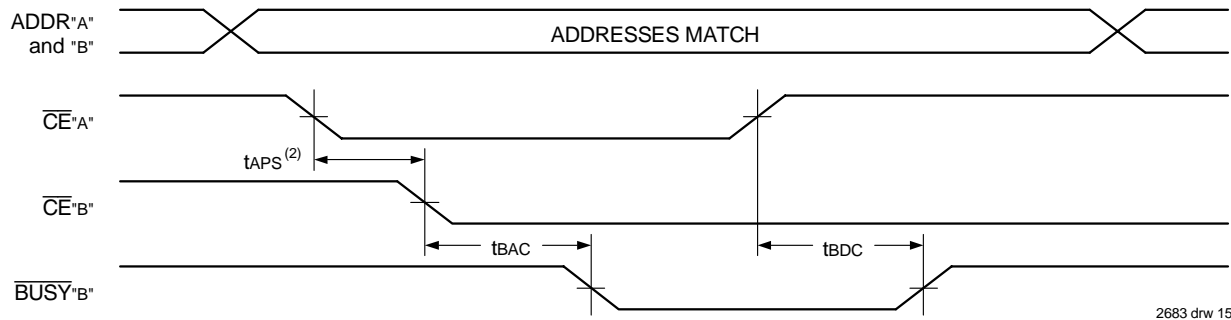 ADDR"A"
and "B"
ADDRESSES MATCH
CE"A"
tAPS (2)
CE"B"
tBAC
tBDC
BUSY"B"
2683 drw 15